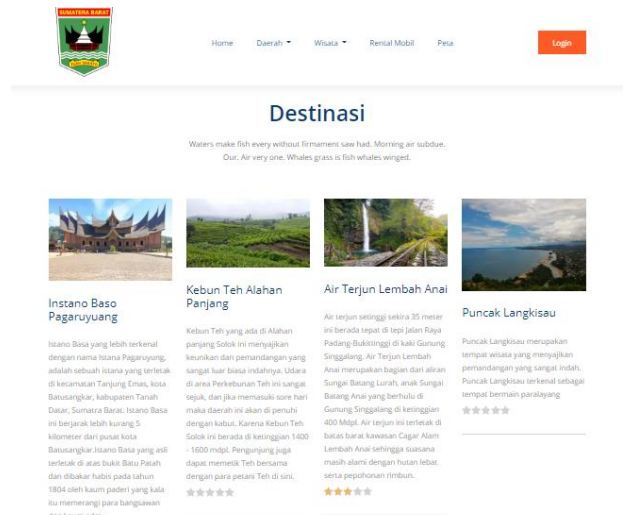 SUMATERA BARAT
Home Daerah Wisata Rental Mobil Peta Login
Destinasi
Waters make fish every without firmament saw had. Morning air subdue.
Our. Air very one. Whales grass is fish whales winged.
Instano Baso
Pagaruyuang
Istano Basa yang lebih terkenal
dengan nama Istana Pagaruyung,
adalah sebuah istana yang terletak
di kecamatan Tanjung Emas, kota
Batusangkar, kabupaten Tanah
Datar, Sumatra Barat. Istano Basa
ini berjarak lebih kurang 5
kilometer dari pusat kota
Batusangkar.Istano Basa yang asli
terletak di atas bukit Batu Patah
dan dibakar habis pada tahun
1804 oleh kaum paderi yang kala
itu memerangi para bangsawan
Kebun Teh Alahan
Panjang
Kebun Teh yang ada di Alahan
panjang Solok ini menyajikan
keunikan dan pemandangan yang
sangat luar biasa indahnya. Udara
di area Perkebunan Teh ini sangat
sejuk, dan jika memasuki sore hari
maka daerah ini akan di penuhi
dengan kabut. Karena Kebun Teh
Solok ini berada di ketinggian 1400
- 1600 mdpl. Pengunjung juga
dapat memetik Teh bersama
dengan para petani Teh di sini.
Air Terjun Lembah Anai
Air terjun setinggi sekira 35 meter
ini berada tepat di tepi Jalan Raya
Padang-Bukittinggi di kaki Gunung
Singgalang. Air Terjun Lembah
Anai merupakan bagian dari aliran
Sungai Batang Lurah, anak Sungai
Batang Anai yang berhulu di
Gunung Singgalang di kesinggian
400 Mdpl. Air terjun ini terletak di
batas barat kawasan Cagar Alam
Lembah Anai sehingga suasana
masih alami dengan hutan lebat
serta pepohonan rimbun.
Puncak Langkisau
Puncak Langkisau merupakan
tempat wisata yang menyajikan
pemandangan yang sangat indah.
Puncak Langkisau terkenal sebagai
tempat bermain paralayang